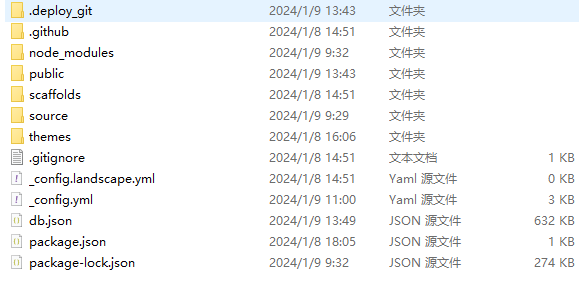 .deploy_git 2024/1/9 13:43 文件夹
.github 2024/1/8 14:51 文件夹
node_modules 2024/1/9 9:32 文件夹
public 2024/1/9 13:43 文件夹
scaffolds 2024/1/8 14:51 文件夹
source 2024/1/9 9:29 文件夹
themes 2024/1/8 16:06 文件夹
.gitignore 2024/1/8 14:51 文本文档 1 KB
_config.landscape.yml 2024/1/8 14:51 Yaml 源文件 0 KB
_config.yml 2024/1/9 11:00 Yaml 源文件 3 KB
db.json 2024/1/9 13:49 JSON 源文件 632 KB
package.json 2024/1/8 18:05 JSON 源文件 1 KB
package-lock.json 2024/1/9 9:32 JSON 源文件 274 KB